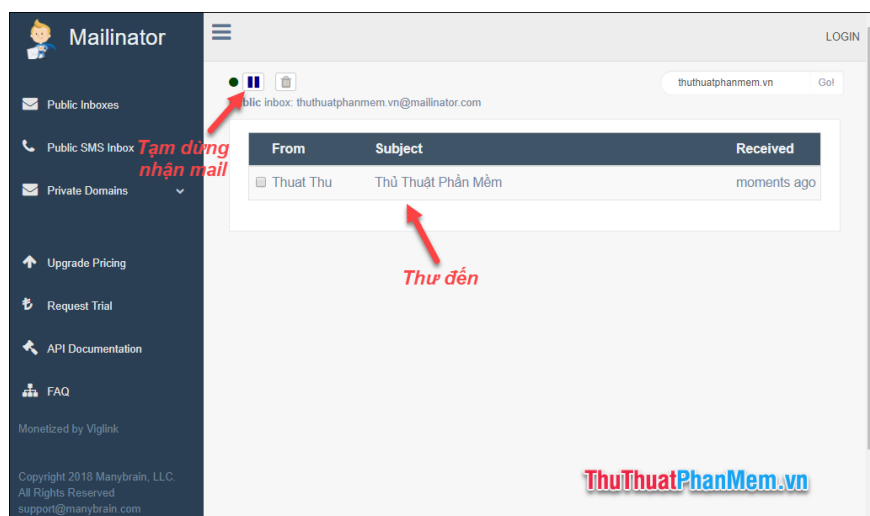 Mailinator
LOGIN
thuthuatphanmem.vn Go!
Public Inboxes
Public inbox: thuthuatphanmem.vn@mailinator.com
Public SMS Inbox
Tạm dừng
nhận mail
From Subject Received
Private Domains
Thuat Thu Thủ Thuật Phần Mềm moments ago
Upgrade Pricing
Thư đến
Request Trial
API Documentation
FAQ
Monetized by Viglink
Copyright 2018 Manybrain, LLC.
All Rights Reserved
support@manybrain.com
ThuThuatPhanMem.vn